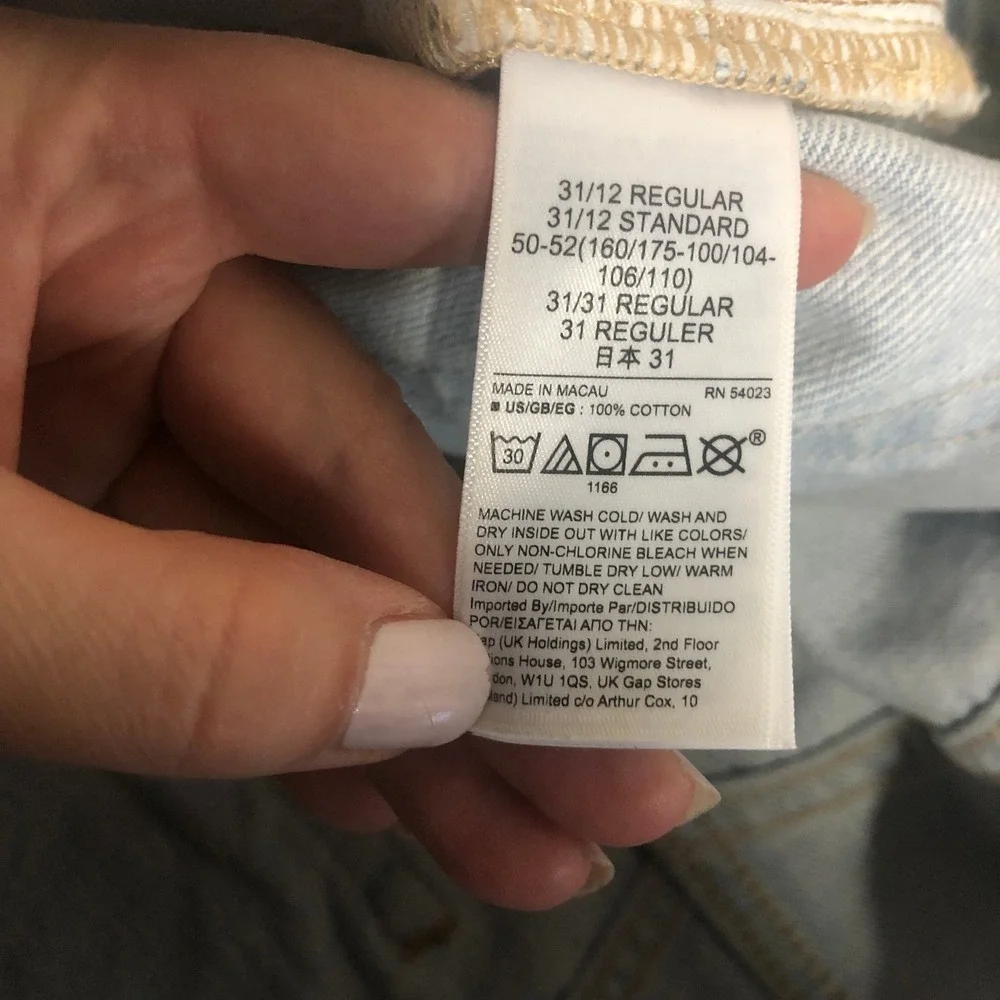 31/12 REGULAR
31/12 STANDARD
50-52(160/175-100/104-
106/110)
31/31 REGULAR
31 REGULER
日本 31
MADE IN MACAU RN 54023
US/GB/EG : 100% COTTON
30 ®
1166
MACHINE WASH COLD/ WASH AND
DRY INSIDE OUT WITH LIKE COLORS/
ONLY NON-CHLORINE BLEACH WHEN
NEEDED/ TUMBLE DRY LOW/ WARM
IRON/ DO NOT DRY CLEAN
Imported By/Importe Par/DISTRIBUIDO
POR/ΕΙΣΑΓΕΤΑΙ ΑΠΟ ΤΗΝ:
(UK Holdings) Limited, 2nd Floor
House, 103 Wigmore Street,
W1U 1QS, UK Gap Stores
Limited c/o Arthur Cox, 10